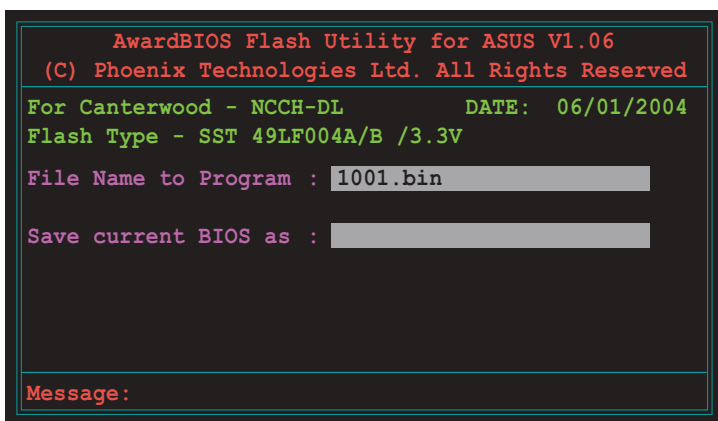 AwardBIOS Flash Utility for ASUS V1.06
(C) Phoenix Technologies Ltd. All Rights Reserved
For Canterwood - NCCH-DL DATE: 06/01/2004
Flash Type - SST 49LF004A/B /3.3V
File Name to Program : 1001.bin
Save current BIOS as :
Message: